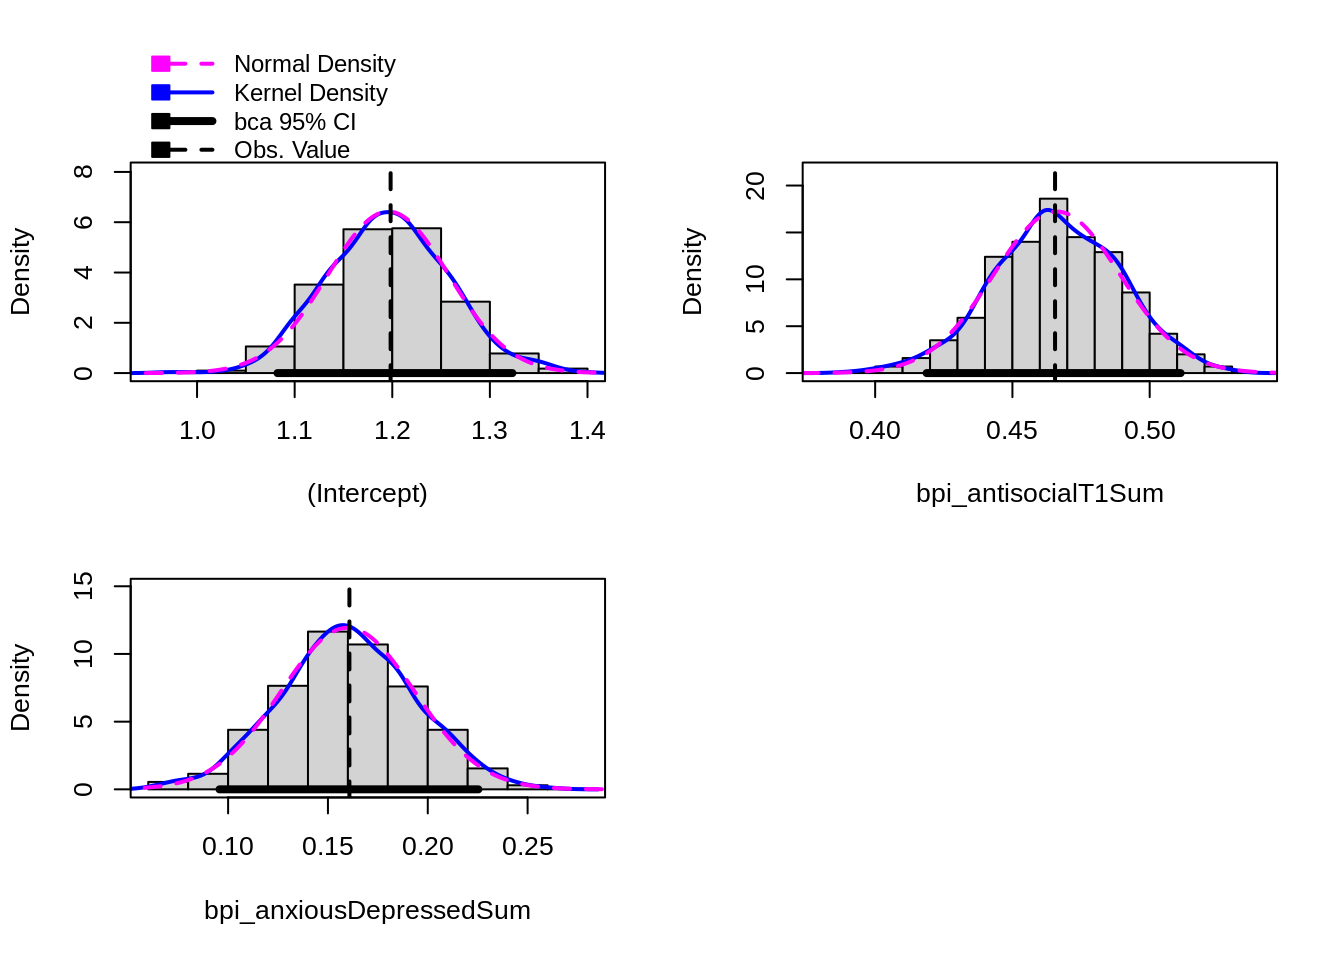 Normal Density
Kernel Density
bca 95% CI
Obs. Value
Density
0 2 4 6 8
1.0 1.1 1.2 1.3 1.4
(Intercept)
Density
0 5 10 20
0.40 0.45 0.50
bpi_antisocialT1Sum
Density
0 5 10 15
0.10 0.15 0.20 0.25
bpi_anxiousDepressedSum